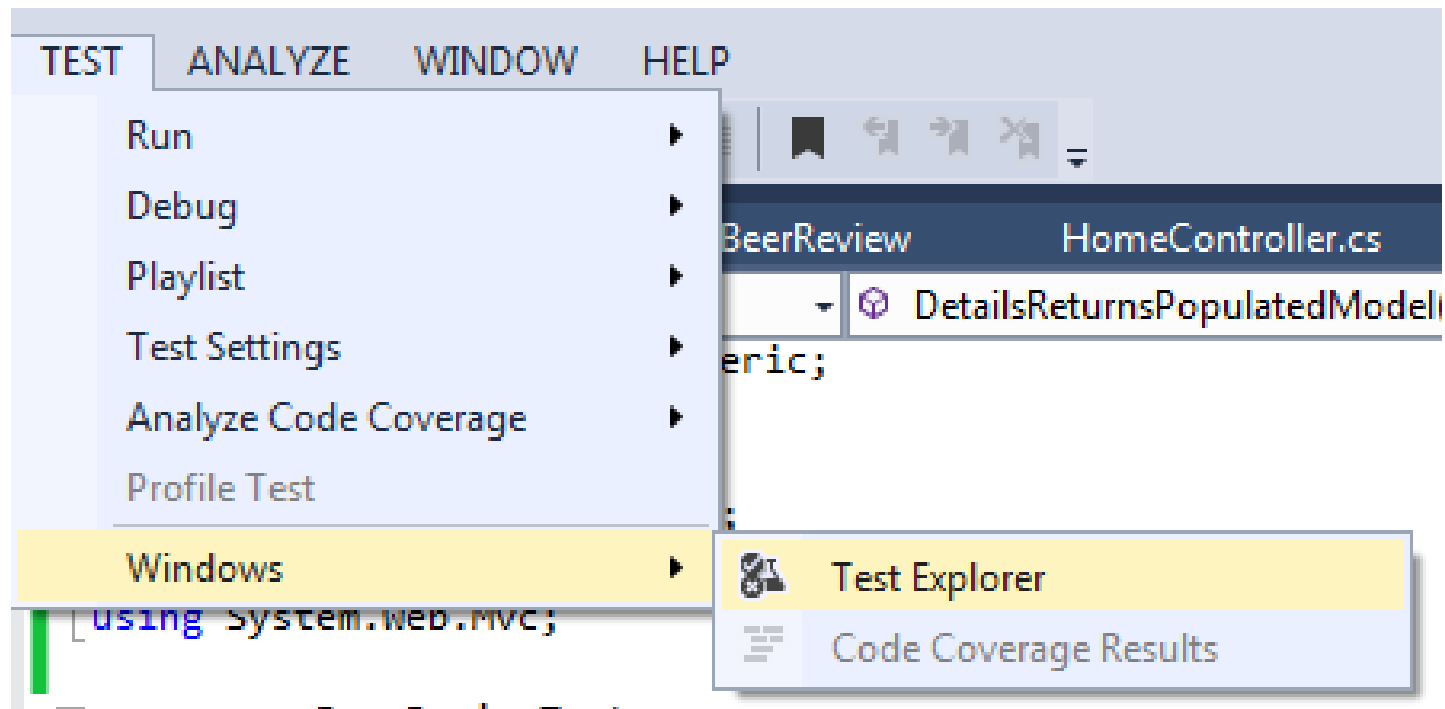 TEST ANALYZE WINDOW HELP
Run
Debug
Playlist
Test Settings
Analyze Code Coverage
Profile Test
Windows
BeerReview HomeController.cs
DetailsReturnsPopulatedModel(
eric;
;
Test Explorer
Code Coverage Results
using System.Web.Mvc;